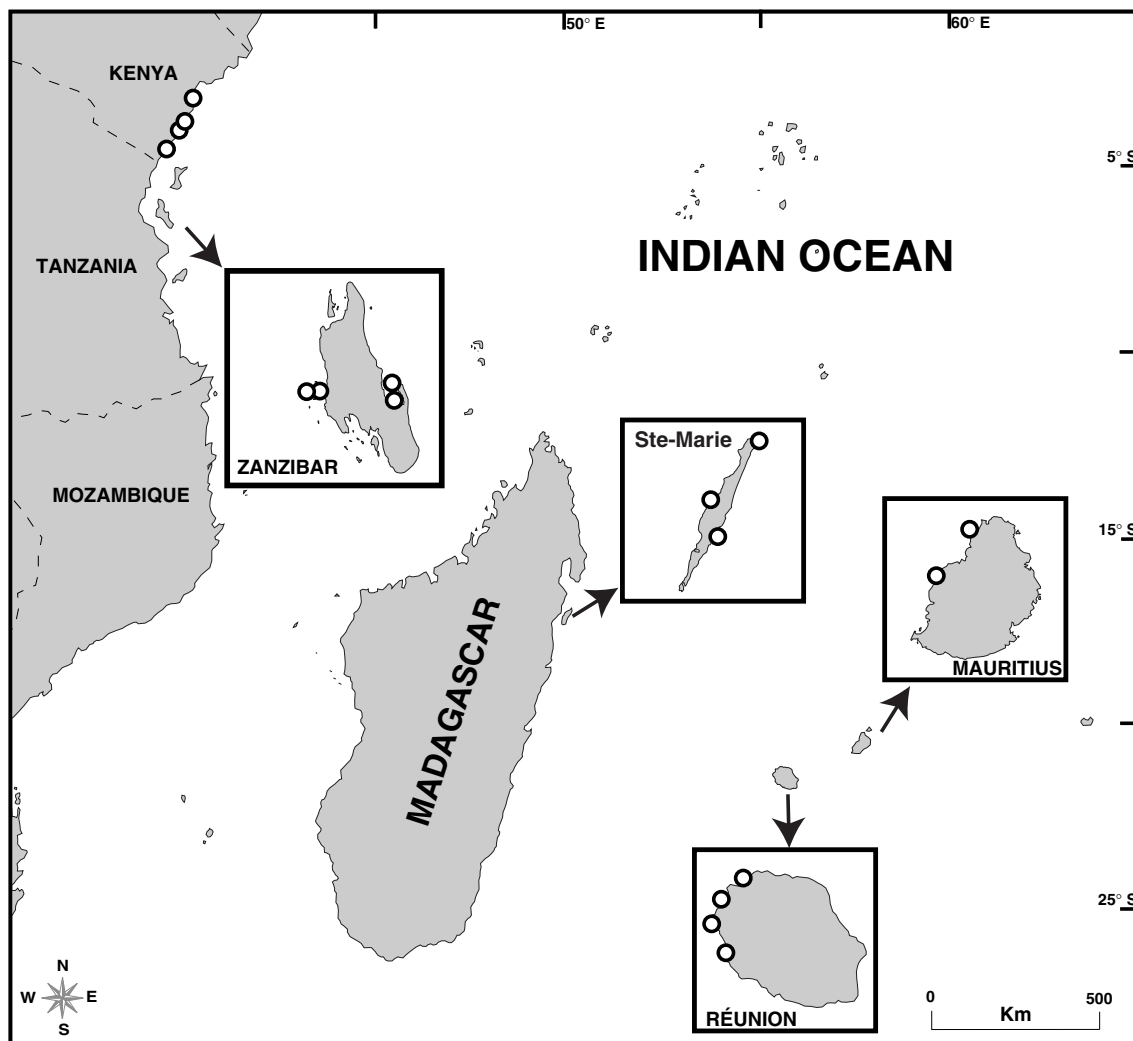 50° E
60° E
KENYA
5° S
INDIAN OCEAN
TANZANIA
ZANZIBAR
Ste-Marie
MOZAMBIQUE
15° S
MAURITIUS
MADAGASCAR
25° S
N
W
E
S
RÉUNION
0
500
Km